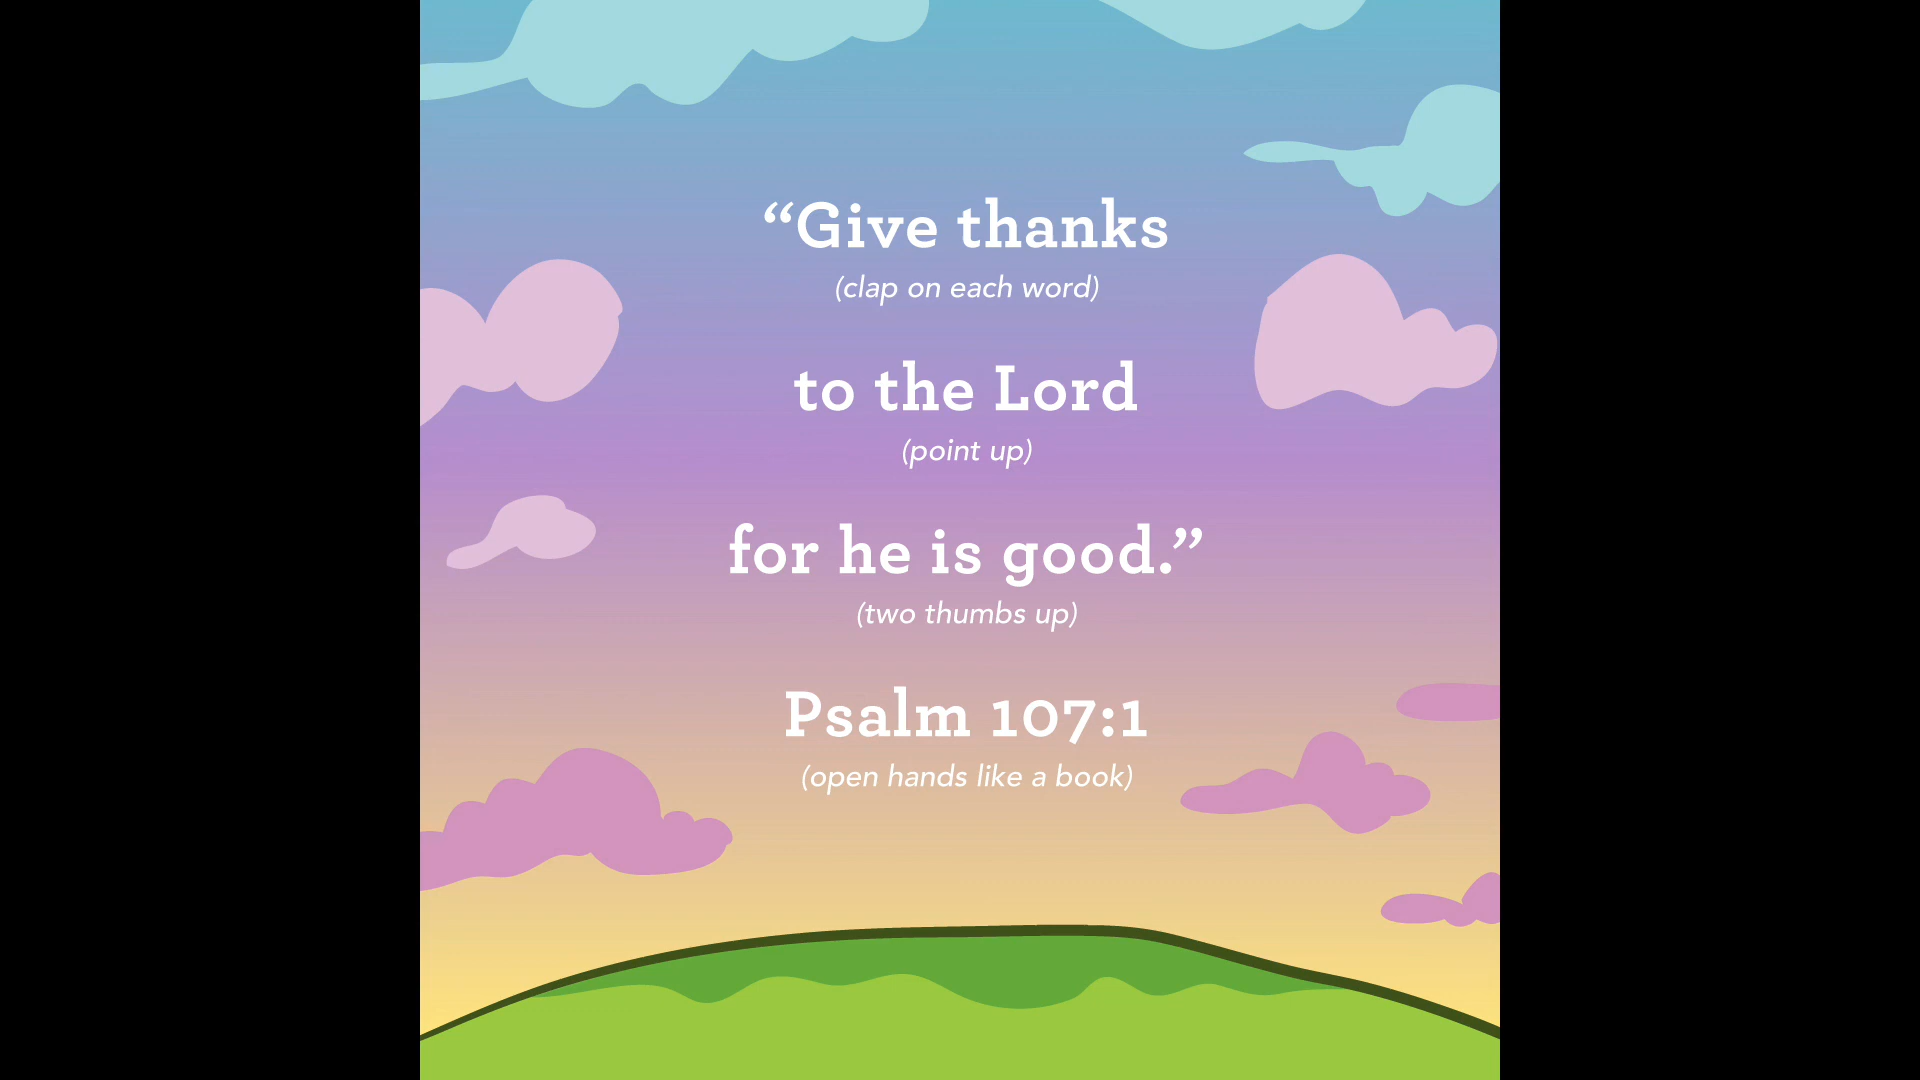 “Give thanks
(clap on each word)
to the Lord
(point up)
for he is good.”
(two thumbs up)
Psalm 107:1
(open hands like a book)